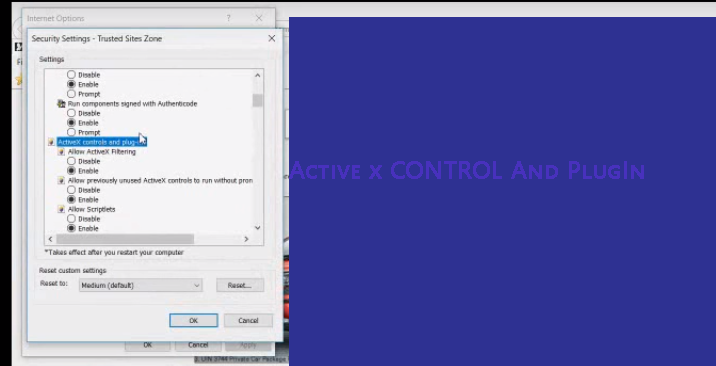 Internet Options
Security Settings - Trusted Sites Zone
Settings
Disable
Enable
Prompt
Run components signed with Authenticode
Disable
Enable
Prompt
ActiveX controls and plug-
Allow ActiveX Filtering
Disable
Enable
Allow previously unused ActiveX controls to run without prom
Disable
Enable
Allow Scriptlets
Disable
Enable
*Takes effect after you restart your computer
Reset custom settings
Reset to: Medium (default) Reset...
OK Cancel
OK Cancel Apply
Private Car Package
ACTIVE X CONTROL AND PLUGIN